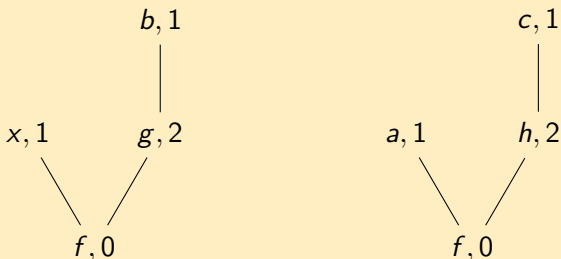 b, 1 c, 1
x, 1 g, 2 a, 1 h, 2
f, 0 f, 0